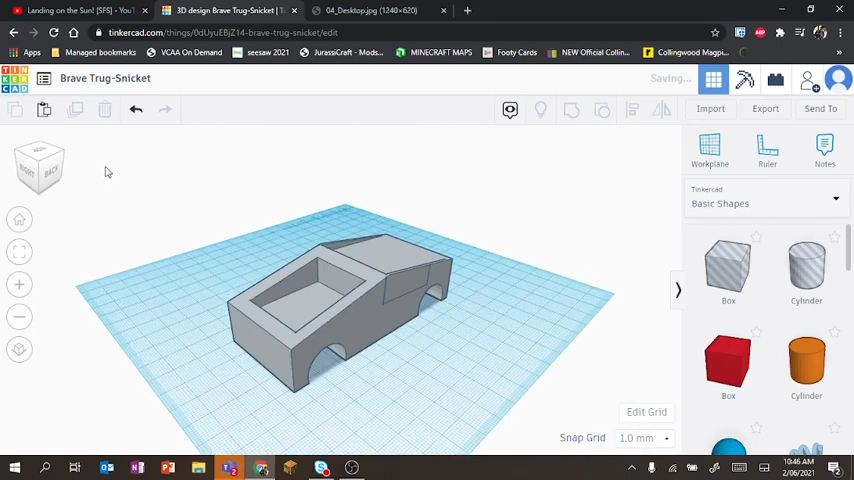 Landing on the Sun! [SFS] - YouT
3D design Brave Trug-Snicket | Ti
04_Desktop.jpg (1240×620)
tinkercad.com/things/0dUyuEBjZ14-brave-trug-snicket/edit
Apps
Managed bookmarks
VCAA On Demand
seesaw 2021
JurassiCraft - Mods...
MINECRAFT MAPS
Footy Cards
NEW Official Collin...
Collingwood Magpi...
TIN
KER
CAD
Brave Trug-Snicket
Saving...
Import
Export
Send To
RIGHT
BACK
Workplane
Ruler
Notes
Tinkercad
Basic Shapes
Box
Cylinder
Box
Cylinder
Edit Grid
Snap Grid
1.0 mm
10:46 AM
2/06/2021